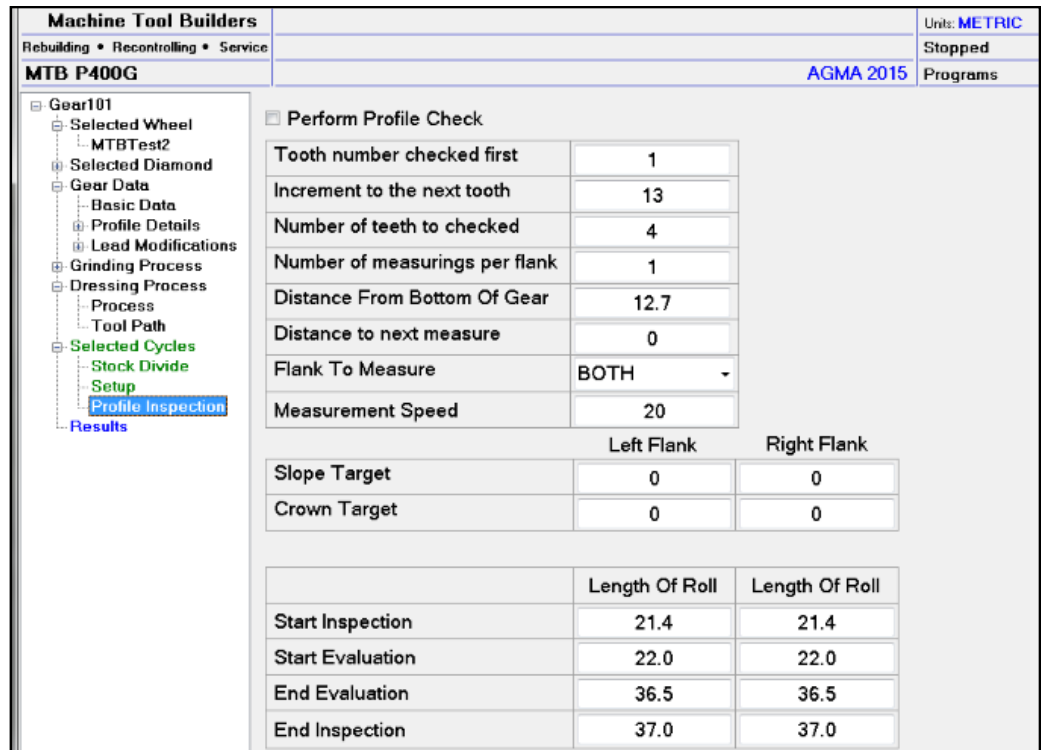 Machine Tool Builders
Units: METRIC
Rebuilding • Recontrolling • Service
Stopped
MTB P400G
AGMA 2015
Programs
Gear101
Selected Wheel
MTBTest2
Selected Diamond
Gear Data
Basic Data
Profile Details
Lead Modifications
Grinding Process
Dressing Process
Process
Tool Path
Selected Cycles
Stock Divide
Setup
Profile Inspection
Results
Perform Profile Check
Tooth number checked first 1
Increment to the next tooth 13
Number of teeth to checked 4
Number of measurings per flank 1
Distance From Bottom Of Gear 12.7
Distance to next measure 0
Flank To Measure BOTH
Measurement Speed 20
Left Flank Right Flank
Slope Target 0 0
Crown Target 0 0
Length Of Roll Length Of Roll
Start Inspection 21.4 21.4
Start Evaluation 22.0 22.0
End Evaluation 36.5 36.5
End Inspection 37.0 37.0